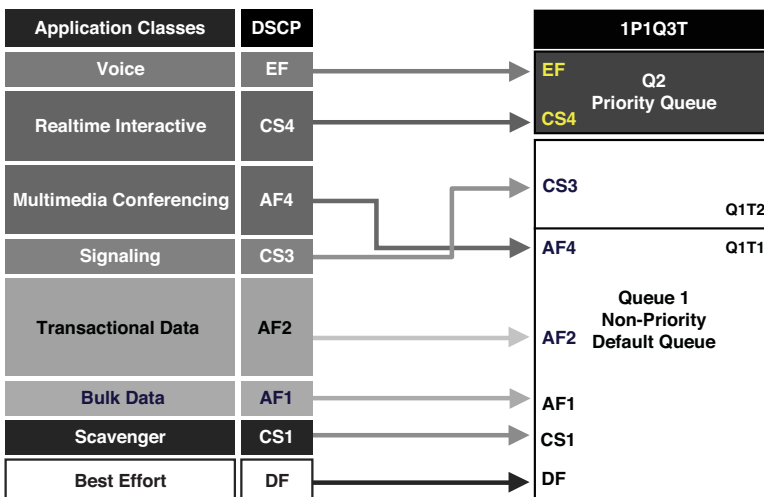 Application Classes DSCP
Voice EF
Realtime Interactive CS4
Multimedia Conferencing AF4
Signaling CS3
Transactional Data AF2
Bulk Data AF1
Scavenger CS1
Best Effort DF
1P1Q3T
EF
Q2
Priority Queue
CS4
CS3
Q1T2
AF4 Q1T1
Queue 1
Non-Priority
Default Queue
AF2
AF1
CS1
DF